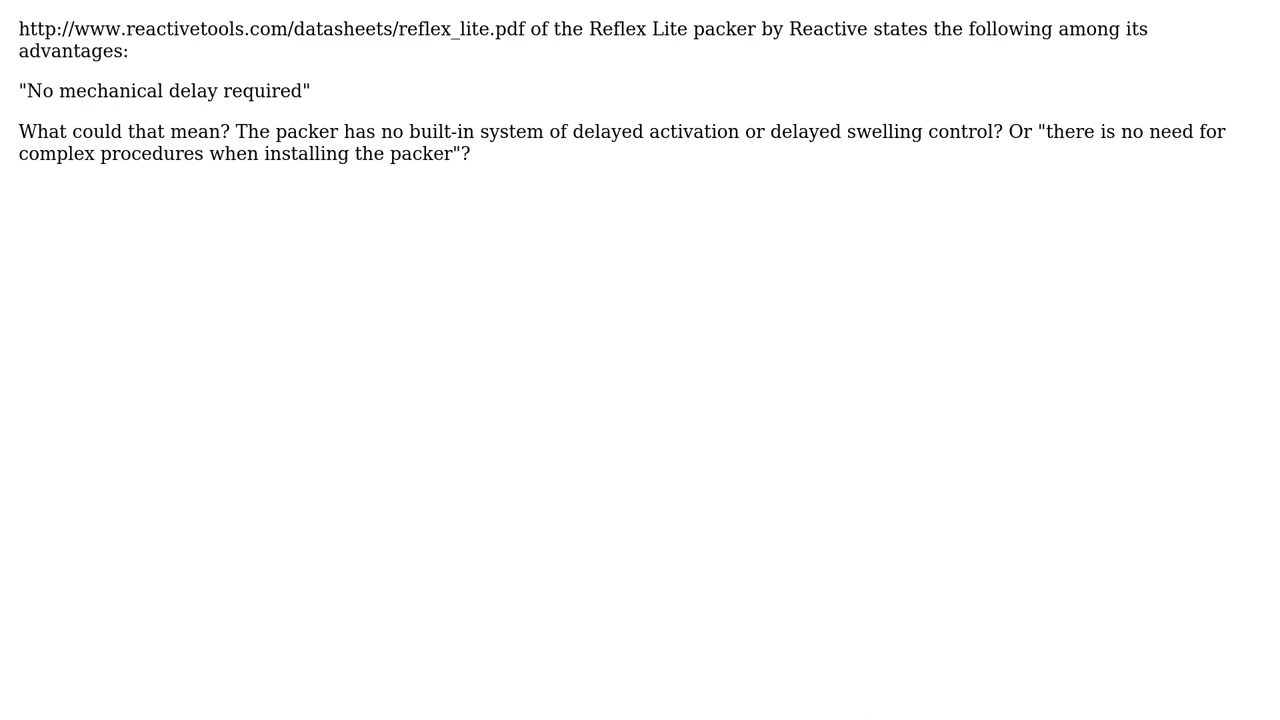 http://www.reactivetools.com/datasheets/reflex_lite.pdf of the Reflex Lite packer by Reactive states the following among its
advantages:
"No mechanical delay required"
What could that mean? The packer has no built-in system of delayed activation or delayed swelling control? Or "there is no need for
complex procedures when installing the packer"?